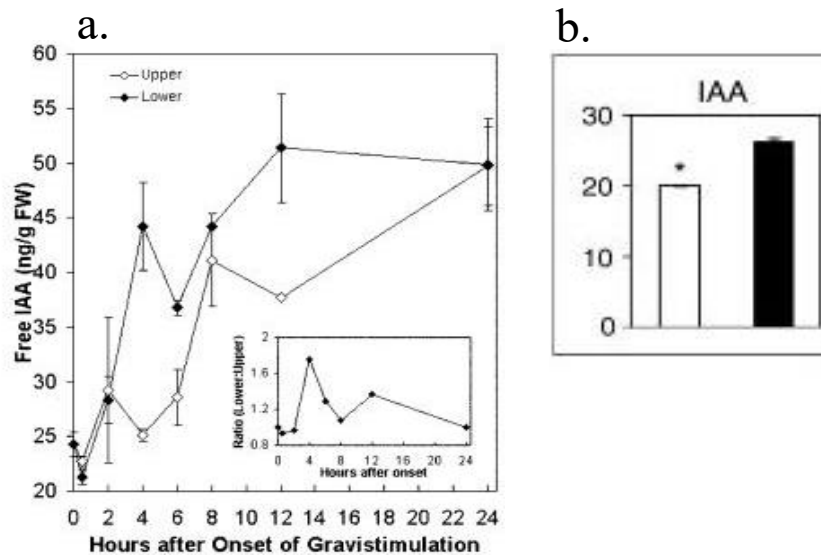 a.
60
55
50
45
40
35
30
25
20
Free IAA (ng/g FW)
Upper
Lower
2
1.6
1.2
0.8
Ratio (Lower:Upper)
0 4 8 12 16 20 24
Hours after onset
0 2 4 6 8 10 12 14 16 18 20 22 24
Hours after Onset of Gravistimulation
b.
IAA
30
20
10
0
*